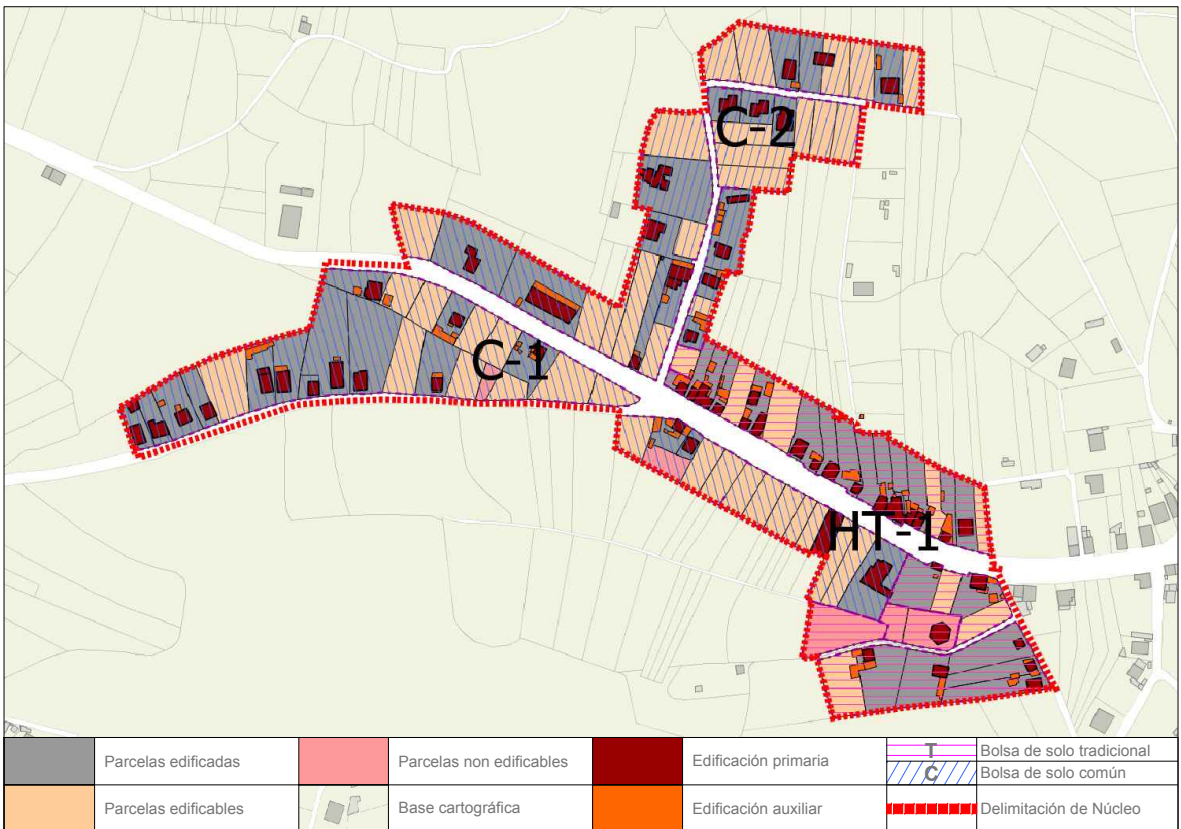 C-2
C-1
HT-1
Parcelas edificadas
Parcelas non edificables
Edificación primaria
T
Bolsa de solo tradicional
C
Bolsa de solo común
Parcelas edificables
Base cartográfica
Edificación auxiliar
Delimitación de Núcleo